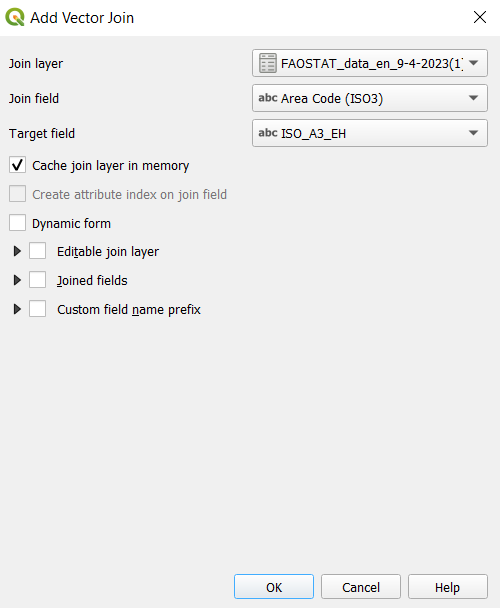 Add Vector Join
Join layer
FAOSTAT_data_en_9-4-2023(1)
Join field
abc Area Code (ISO3)
Target field
abc ISO_A3_EH
Cache join layer in memory
Create attribute index on join field
Dynamic form
Editable join layer
Joined fields
Custom field name prefix
OK
Cancel
Help